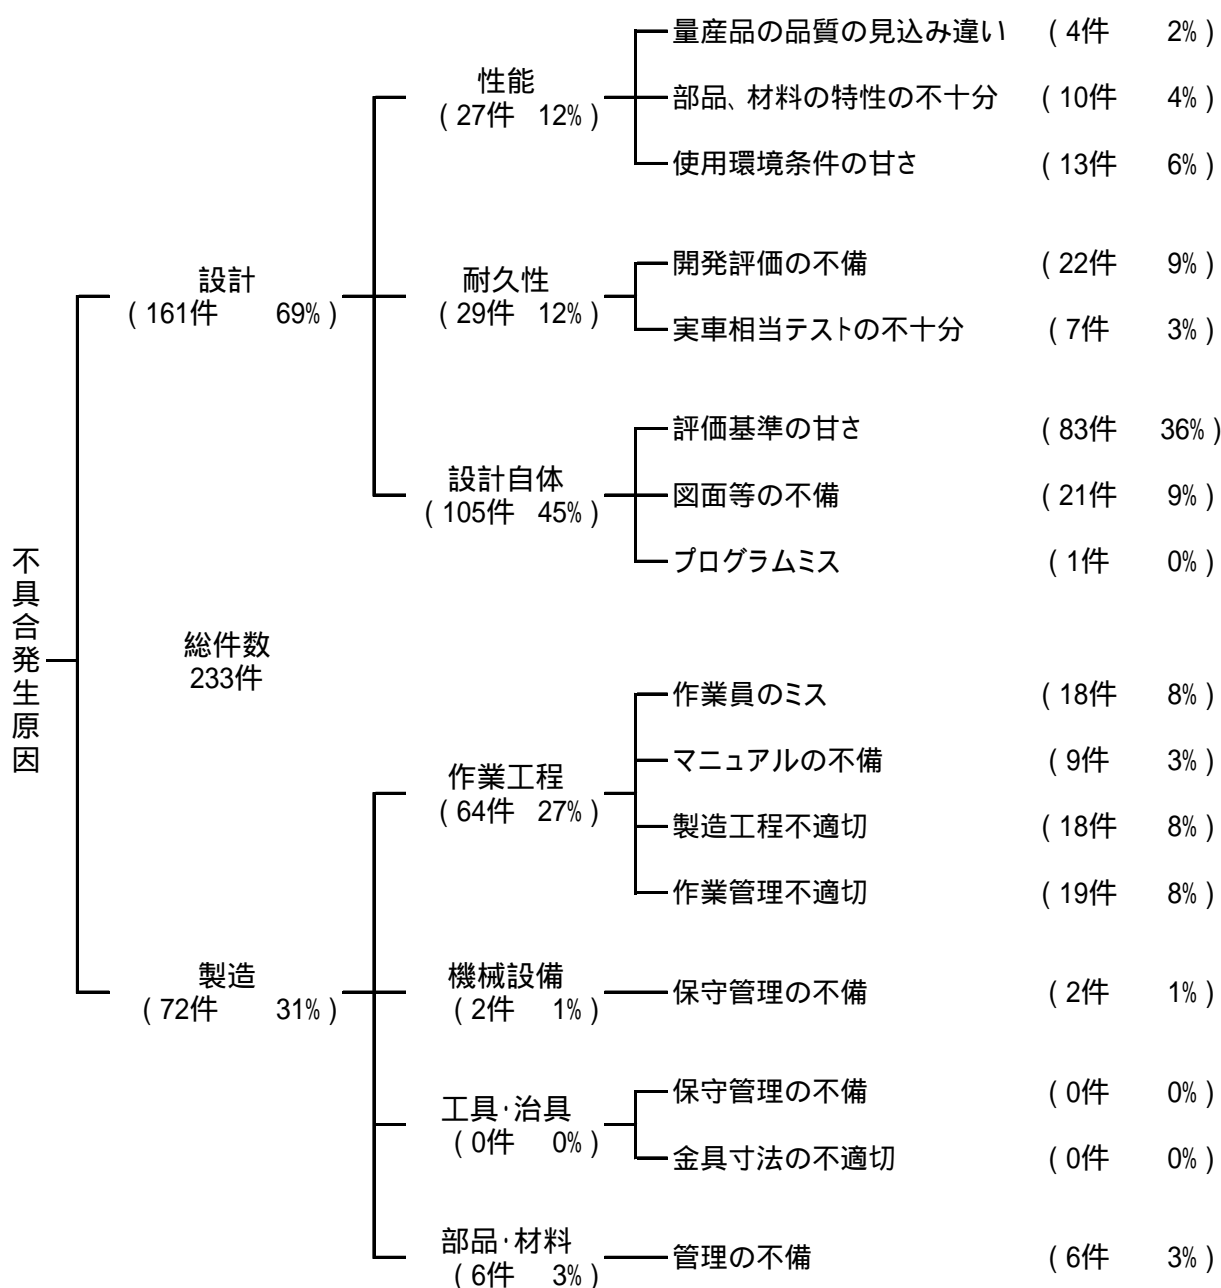 不具合発生原因
総件数
233件
設計
(161件 69%)
性能
(27件 12%)
量産品の品質の見込み違い (4件 2%)
部品、材料の特性の不十分 (10件 4%)
使用環境条件の甘さ (13件 6%)
耐久性
(29件 12%)
開発評価の不備 (22件 9%)
実車相当テストの不十分 (7件 3%)
設計自体
(105件 45%)
評価基準の甘さ (83件 36%)
図面等の不備 (21件 9%)
プログラムミス (1件 0%)
製造
(72件 31%)
作業工程
(64件 27%)
作業員のミス (18件 8%)
マニュアルの不備 (9件 3%)
製造工程不適切 (18件 8%)
作業管理不適切 (19件 8%)
機械設備
(2件 1%)
保守管理の不備 (2件 1%)
工具・治具
(0件 0%)
保守管理の不備 (0件 0%)
金具寸法の不適切 (0件 0%)
部品・材料
(6件 3%)
管理の不備 (6件 3%)